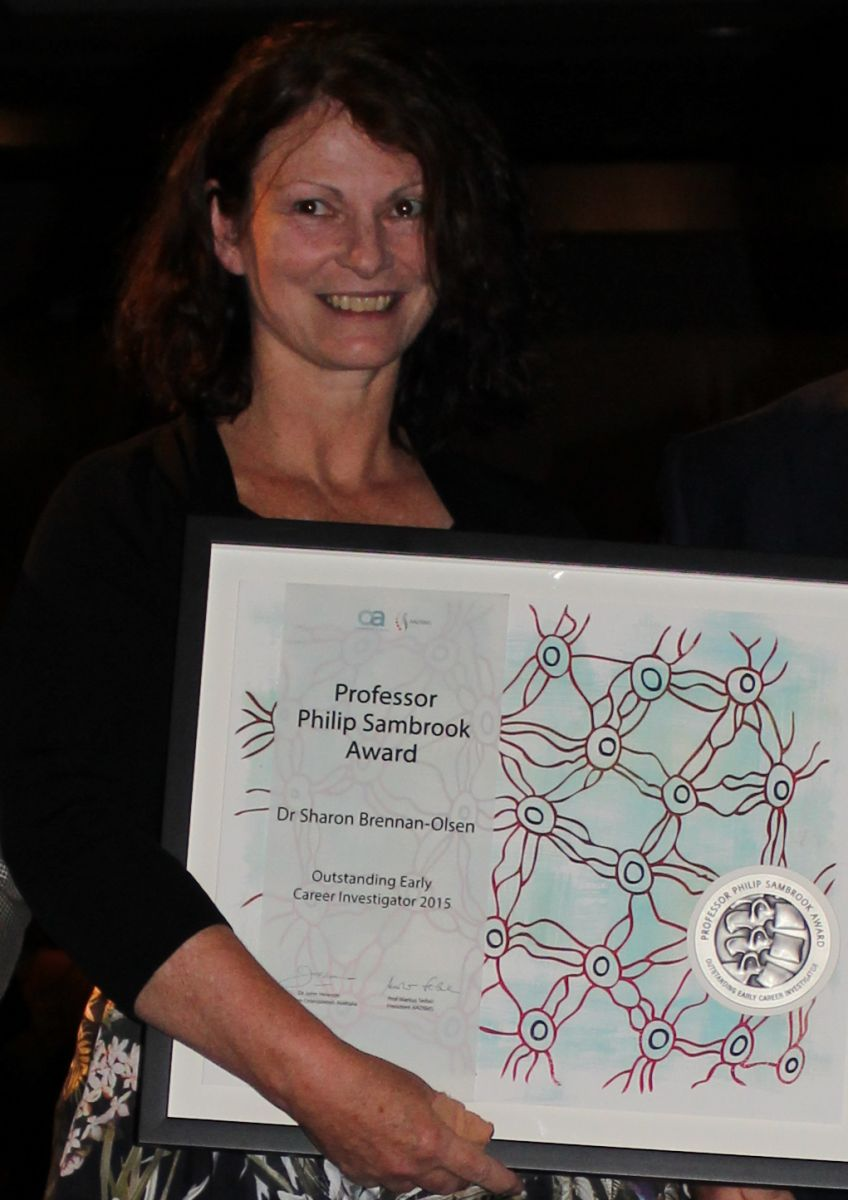 oa
Professor
Philip Sambrook
Award
Dr Sharon Brennan-Olsen
Outstanding Early
Career Investigator 2015
PROFESSOR PHILIP SAMBROOK AWARD
OUTSTANDING EARLY CAREER INVESTIGATOR